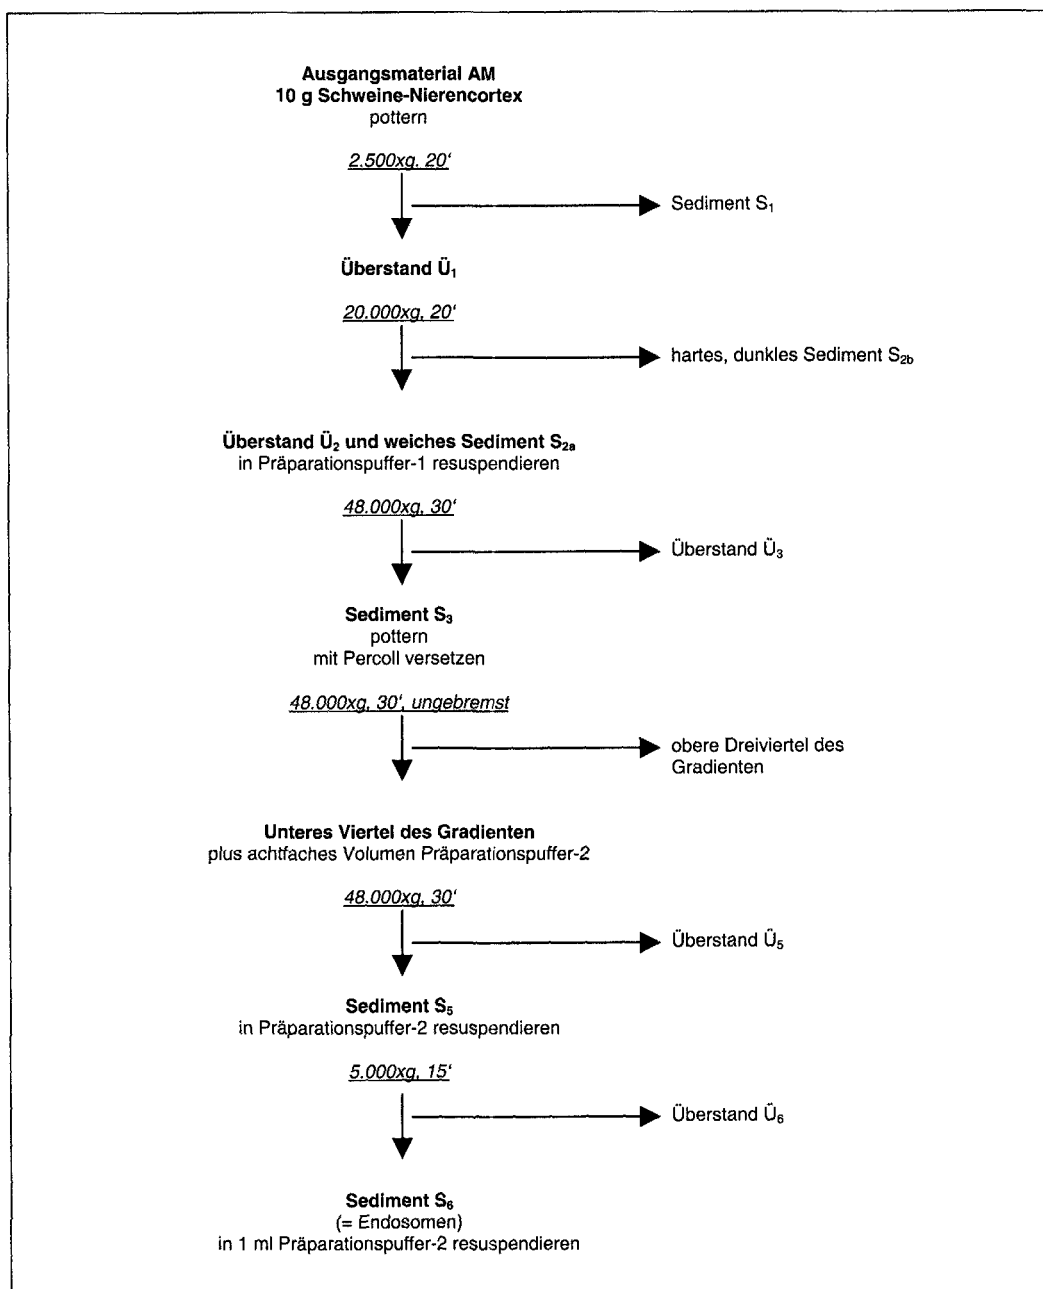 Ausgangsmaterial AM
10 g Schweine-Nierencortex
pottern
2.500xg. 20'
Sediment S₁
Überstand Ü₁
20.000xg, 20'
hartes, dunkles Sediment S₂b
Überstand Ü₂ und weiches Sediment S₂a
in Präparationspuffer-1 resuspendieren
48.000xg, 30'
Überstand Ü₃
Sediment S₃
pottern
mit Percoll versetzen
48.000xg, 30', ungebremst
obere Dreiviertel des
Gradienten
Unteres Viertel des Gradienten
plus achtfaches Volumen Präparationspuffer-2
48.000xg, 30'
Überstand Ü₅
Sediment S₅
in Präparationspuffer-2 resuspendieren
5.000xg, 15'
Überstand Ü₆
Sediment S₆
(= Endosomen)
in 1 ml Präparationspuffer-2 resuspendieren